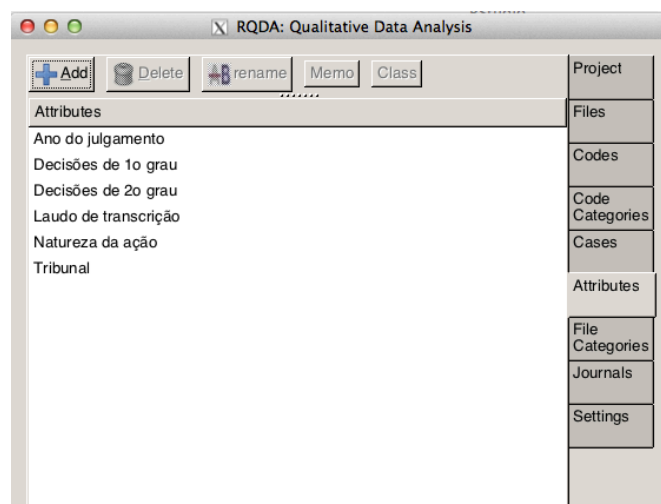 RQDA: Qualitative Data Analysis
Add Delete rename Memo Class
Project
Attributes
Files
Ano do julgamento
Decisões de 1o grau
Codes
Decisões de 2o grau
Laudo de transcrição
Code
Categories
Natureza da ação
Cases
Tribunal
Attributes
File
Categories
Journals
Settings